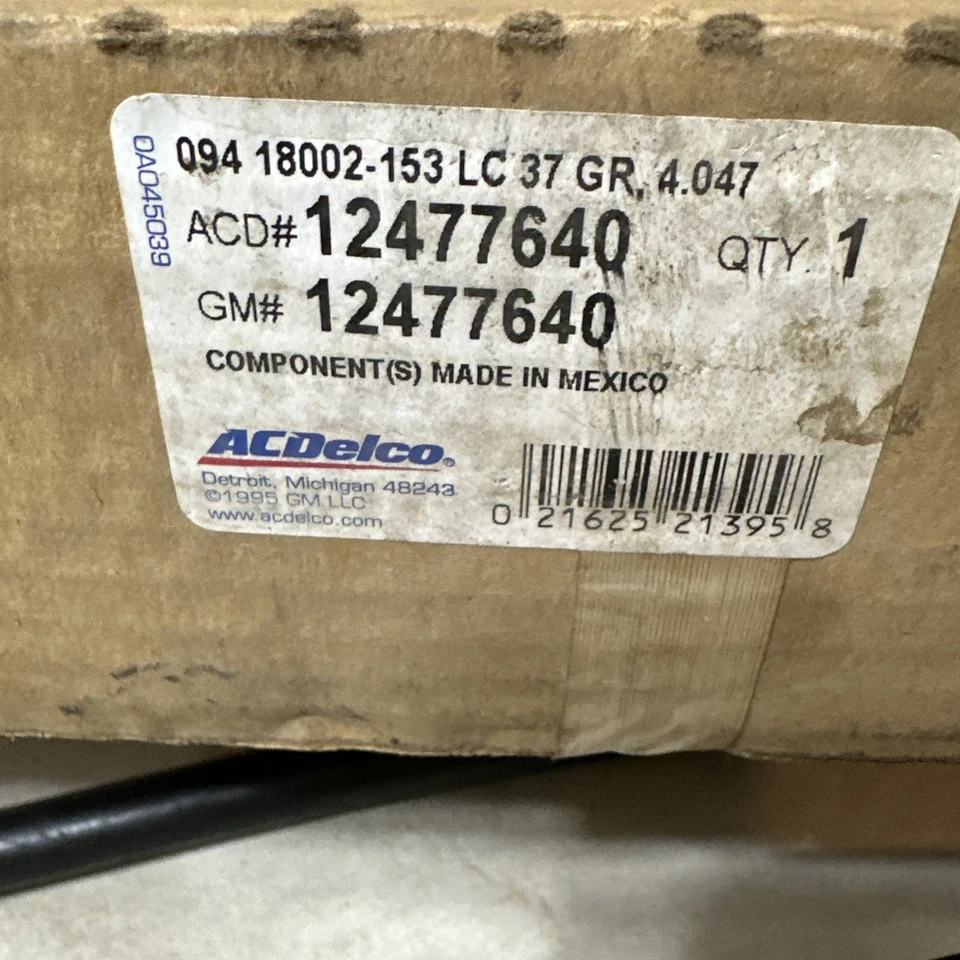 0A045039
094 18002-153 LC 37 GR, 4.047
ACD# 12477640 QTY. 1
GM# 12477640
COMPONENT(S) MADE IN MEXICO
ACDelco®
Detroit, Michigan 48243
©1995 GM LLC
www.acdelco.com
0 21625 21395 8